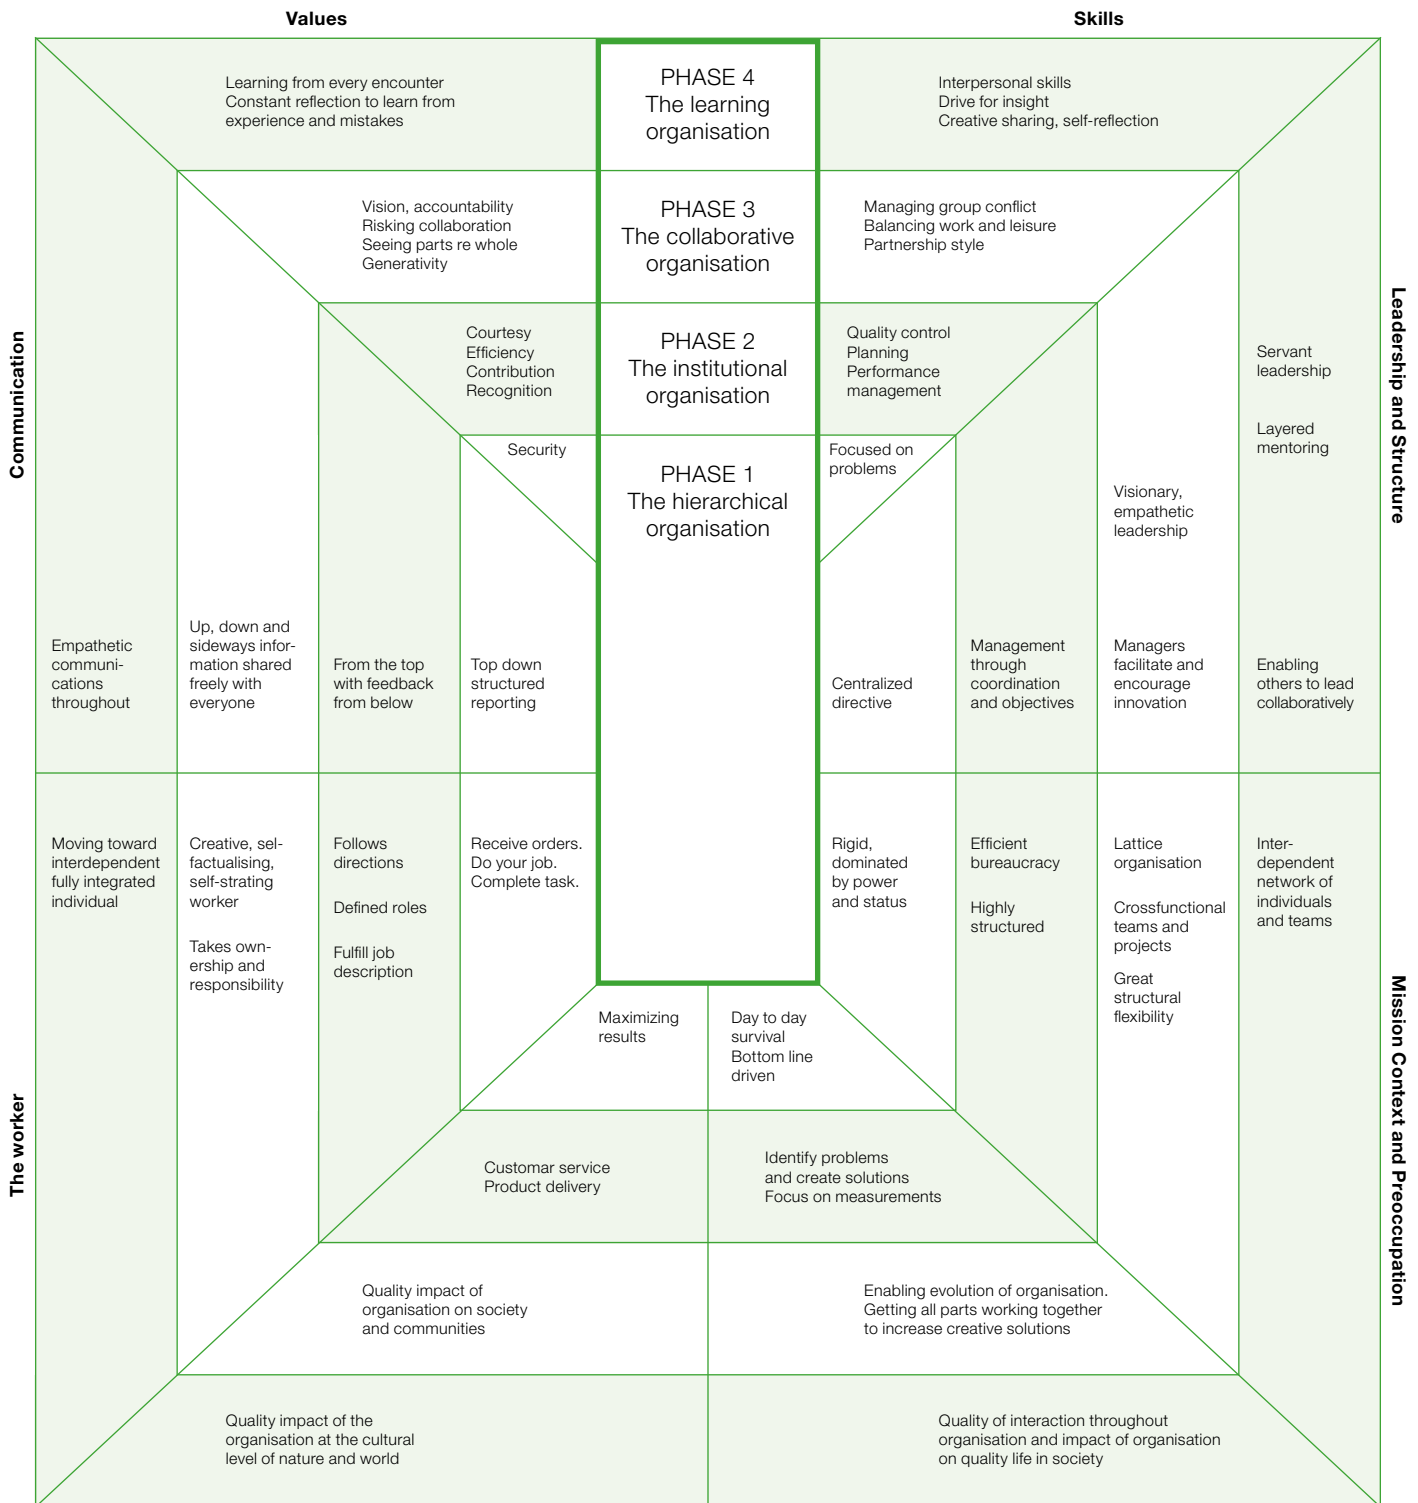 Values
Skills
Learning from every encounter
Constant reflection to learn from
experience and mistakes
PHASE 4
The learning
organisation
Interpersonal skills
Drive for insight
Creative sharing, self-reflection
Vision, accountability
Risking collaboration
Seeing parts re whole
Generativity
PHASE 3
The collaborative
organisation
Managing group conflict
Balancing work and leisure
Partnership style
Courtesy
Efficiency
Contribution
Recognition
PHASE 2
The institutional
organisation
Quality control
Planning
Performance
management
Security
PHASE 1
The hierarchical
organisation
Focused on
problems
Communication
Empathetic
communi-
cations
throughout
Up, down and
sideways infor-
mation shared
freely with
everyone
From the top
with feedback
from below
Top down
structured
reporting
Centralized
directive
Management
through
coordination
and objectives
Visionary,
empathetic
leadership
Managers
facilitate and
encourage
innovation
Servant
leadership
Layered
mentoring
Enabling
others to lead
collaboratively
Leadership and Structure
The worker
Moving toward
interdependent
fully integrated
individual
Creative, sel-
factualising,
self-strating
worker
Takes own-
ership and
responsibility
Follows
directions
Defined roles
Fulfill job
description
Receive orders.
Do your job.
Complete task.
Rigid,
dominated
by power
and status
Efficient
bureaucracy
Highly
structured
Lattice
organisation
Crossfunctional
teams and
projects
Great
structural
flexibility
Inter-
dependent
network of
individuals
and teams
Mission Context and Preoccupation
Maximizing
results
Day to day
survival
Bottom line
driven
Customar service
Product delivery
Identify problems
and create solutions
Focus on measurements
Quality impact of
organisation on society
and communities
Enabling evolution of organisation.
Getting all parts working together
to increase creative solutions
Quality impact of the
organisation at the cultural
level of nature and world
Quality of interaction throughout
organisation and impact of organisation
on quality life in society